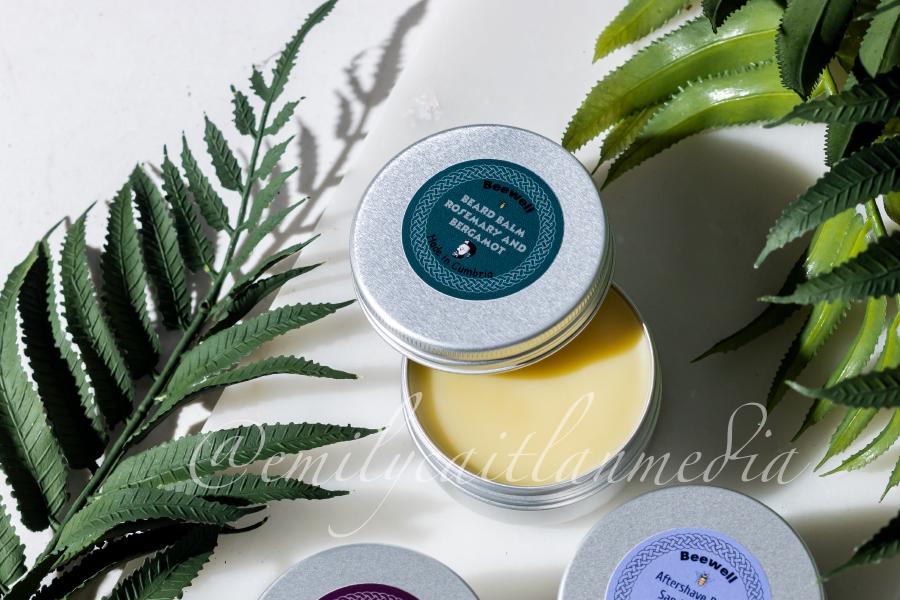 Beewell
BEARD BALM
ROSEMARY AND
BERGAMOT
Made in Cumbria
@emilycaitlanmedia
Beewell
Aftershave